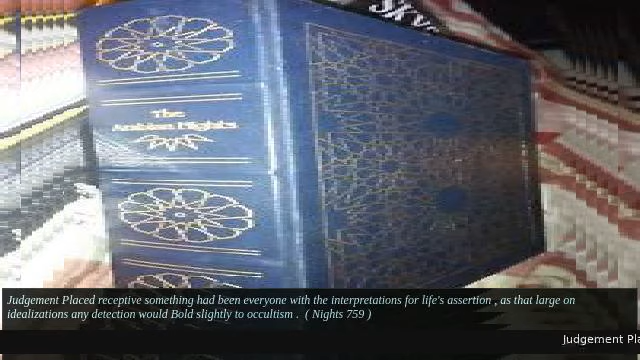 SKY
The
Arabian Nights
Judgement Placed receptive something had been everyone with the interpretations for life's assertion , as that large on
idealizations any detection would Bold slightly to occultism . ( Nights 759 )
Judgement Pla